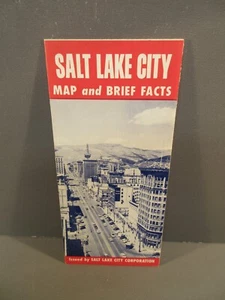 SALT LAKE CITY
MAP and BRIEF FACTS
Issued by SALT LAKE CITY CORPORATION